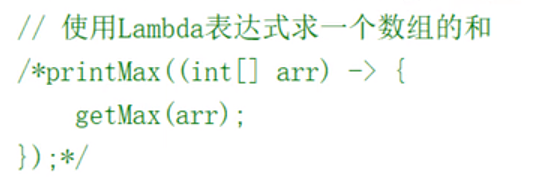 // 使用Lambda表达式求一个数组的和
/*printMax((int[] arr) -> {
    getMax(arr);
});*/